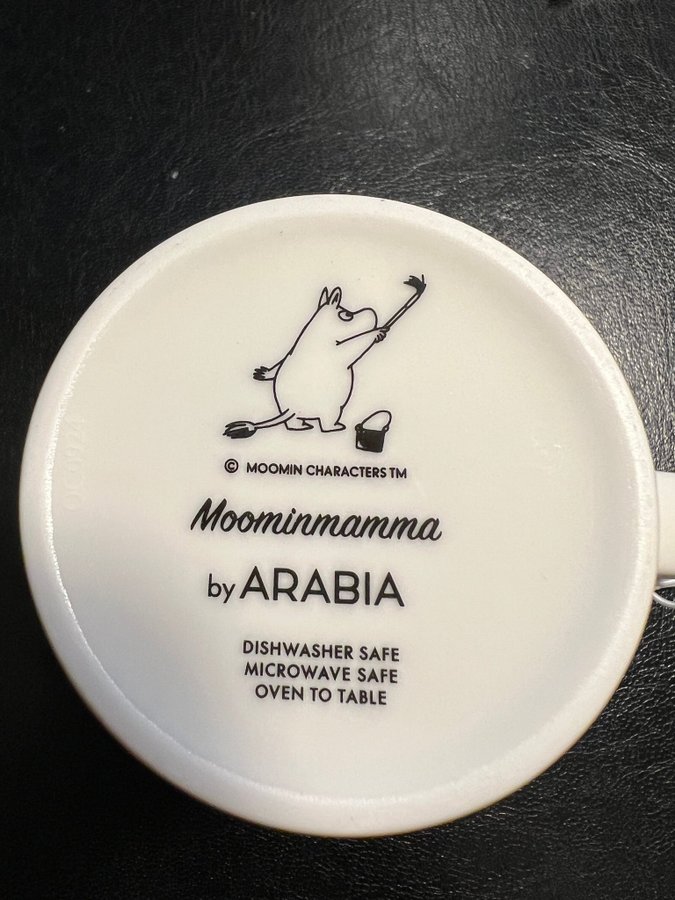 © MOOMIN CHARACTERS TM
Moominmamma
by ARABIA
DISHWASHER SAFE
MICROWAVE SAFE
OVEN TO TABLE